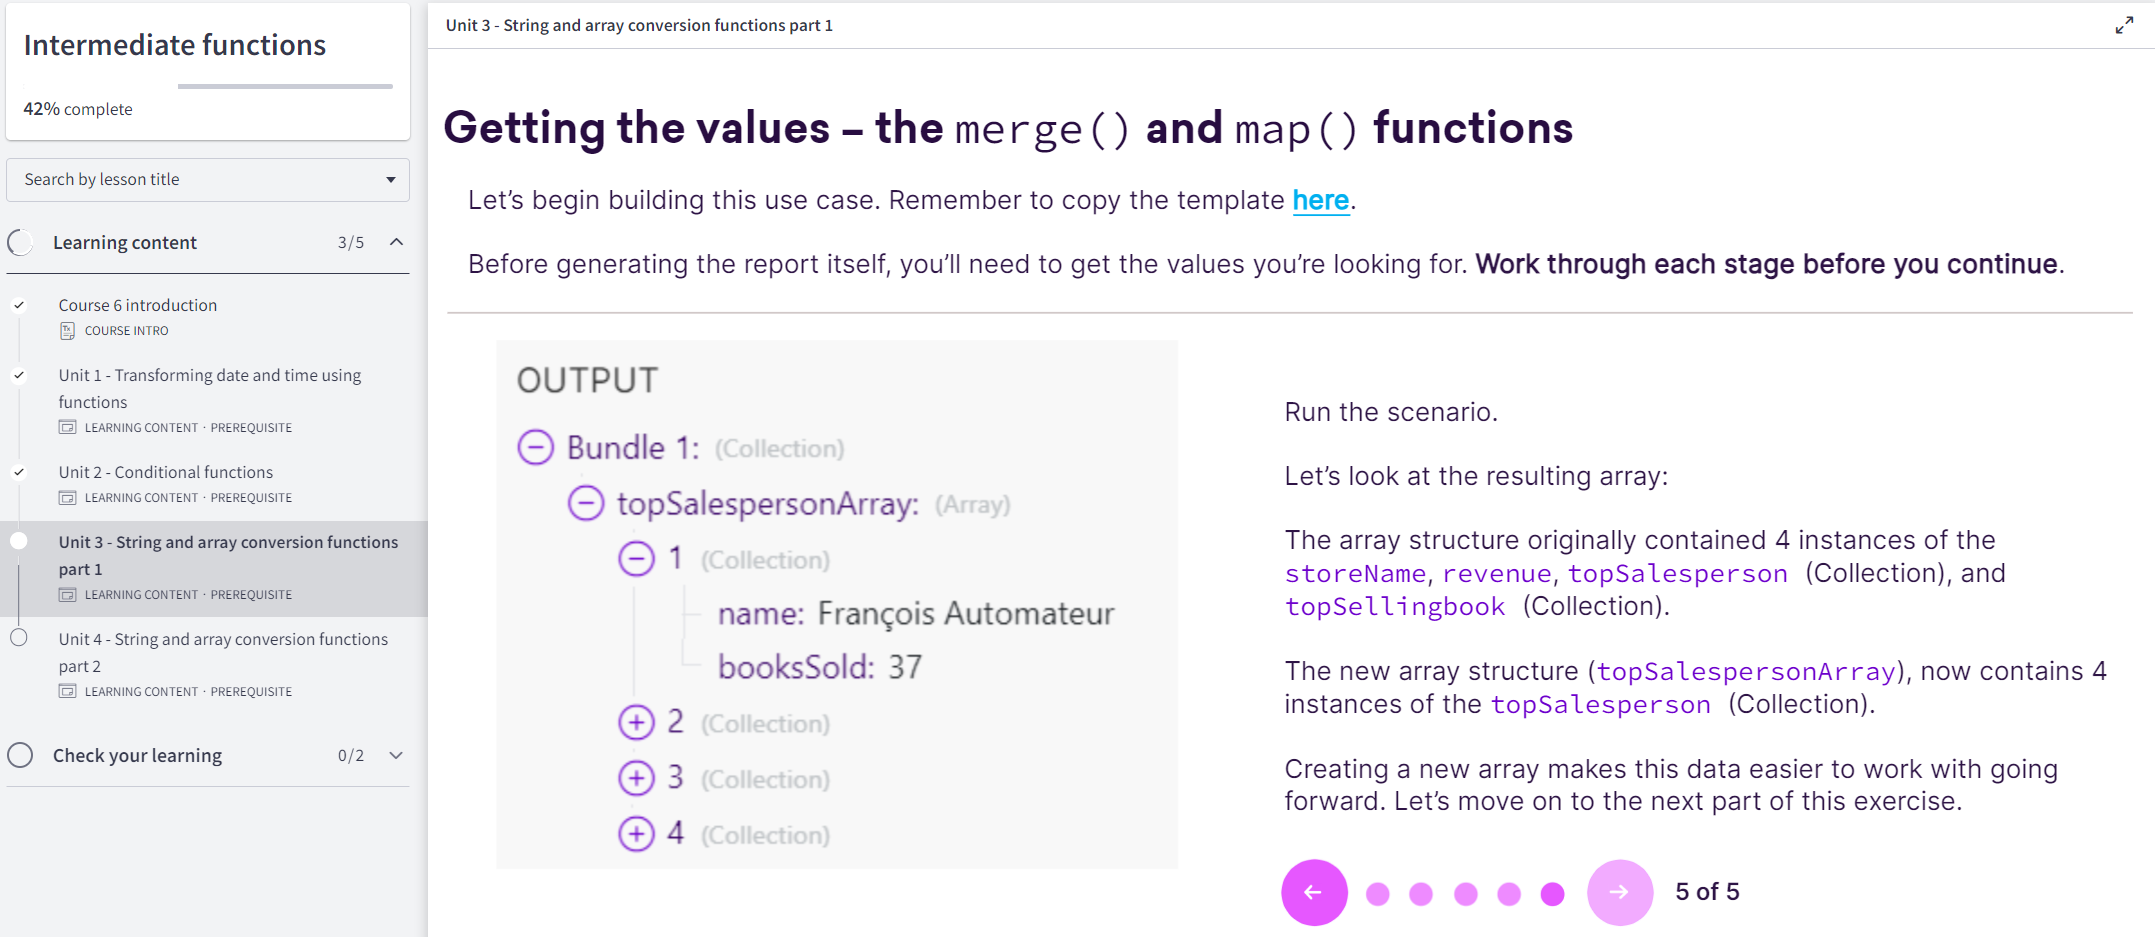 Intermediate functions
42% complete
Search by lesson title
Learning content 3/5
Course 6 introduction
COURSE INTRO
Unit 1 - Transforming date and time using
functions
LEARNING CONTENT · PREREQUISITE
Unit 2 - Conditional functions
LEARNING CONTENT · PREREQUISITE
Unit 3 - String and array conversion functions
part 1
LEARNING CONTENT · PREREQUISITE
Unit 4 - String and array conversion functions
part 2
LEARNING CONTENT · PREREQUISITE
Check your learning 0/2
Unit 3 - String and array conversion functions part 1
Getting the values – the merge() and map() functions
Let’s begin building this use case. Remember to copy the template here.
Before generating the report itself, you’ll need to get the values you’re looking for. Work through each stage before you continue.
OUTPUT
Bundle 1: (Collection)
topSalespersonArray: (Array)
1 (Collection)
name: François Automateur
booksSold: 37
2 (Collection)
3 (Collection)
4 (Collection)
Run the scenario.
Let’s look at the resulting array:
The array structure originally contained 4 instances of the
storeName, revenue, topSalesperson (Collection), and
topSellingbook (Collection).
The new array structure (topSalespersonArray), now contains 4
instances of the topSalesperson (Collection).
Creating a new array makes this data easier to work with going
forward. Let’s move on to the next part of this exercise.
5 of 5